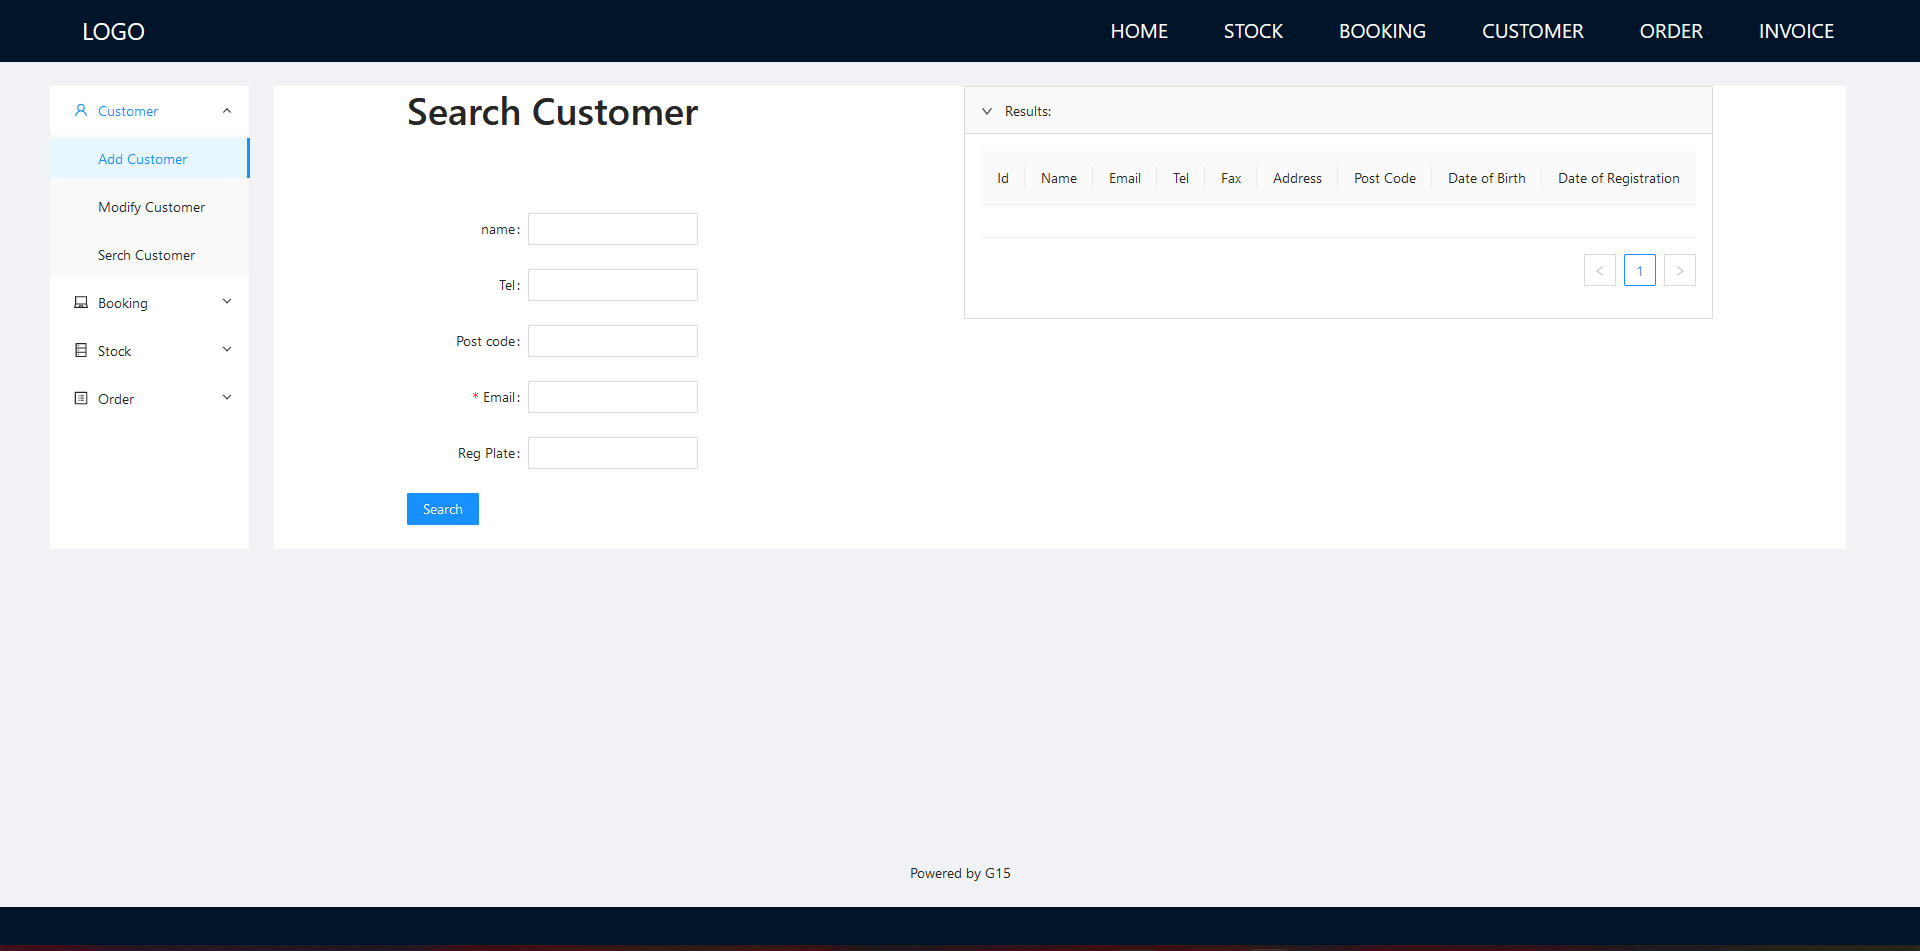 LOGO HOME STOCK BOOKING CUSTOMER ORDER INVOICE
Customer
Add Customer
Modify Customer
Serch Customer
Booking
Stock
Order
Search Customer
name:
Tel:
Post code:
* Email:
Reg Plate:
Search
Results:
Id Name Email Tel Fax Address Post Code Date of Birth Date of Registration
< 1 >
Powered by G15